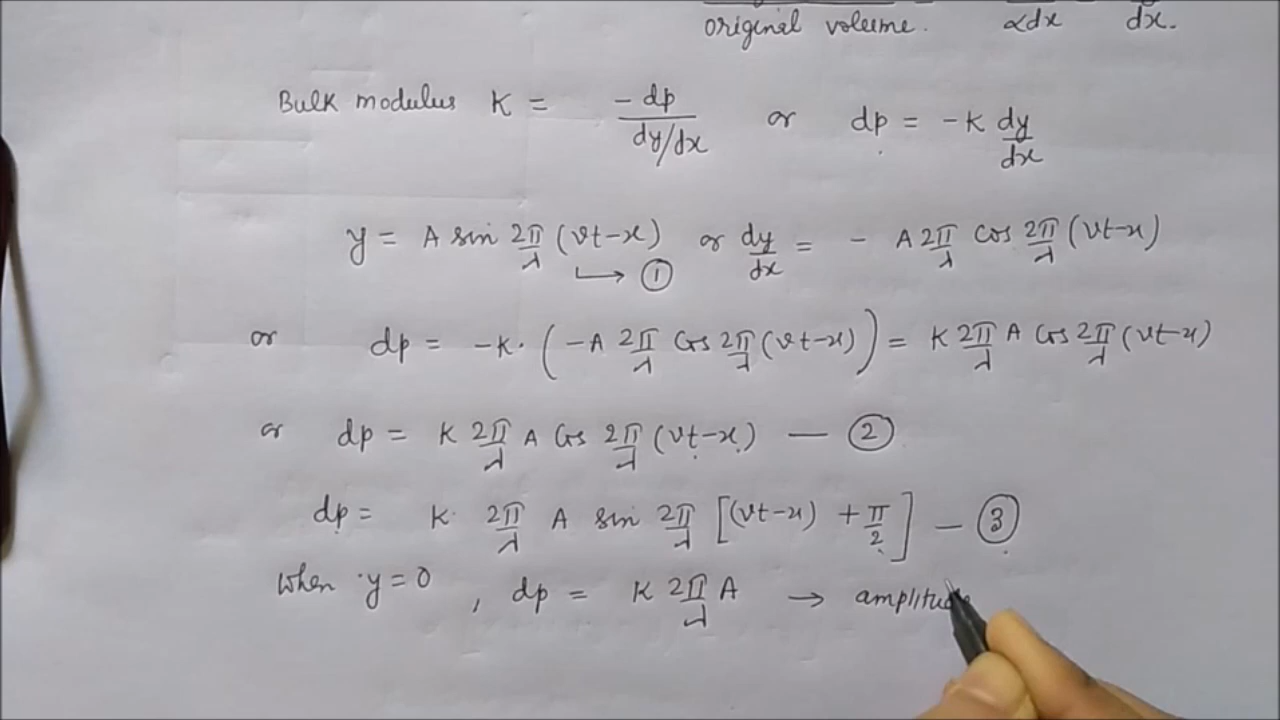 original volume. αdx dx.
Bulk modulus K = -dp / dy/dx or dp = -K dy/dx
y = A sin 2π/λ (vt-x) or dy/dx = - A 2π/λ cos 2π/λ (vt-x)
→ ①
or dp = -K· (-A 2π/λ Cos 2π/λ (vt-x)) = K 2π/λ A Cos 2π/λ (vt-x)
or dp = K 2π/λ A Cos 2π/λ (vt-x) — ②
dp = K· 2π/λ A sin 2π/λ [(vt-x) + π/2] — ③
when y=0, dp = K 2π/λ A → amplitude